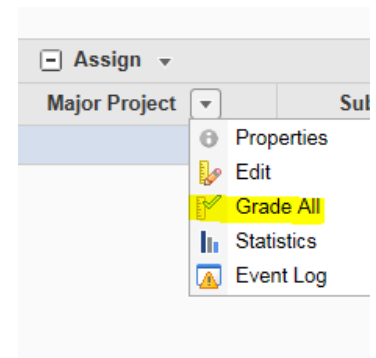 Assign
Major Project
Sub
Properties
Edit
Grade All
Statistics
Event Log